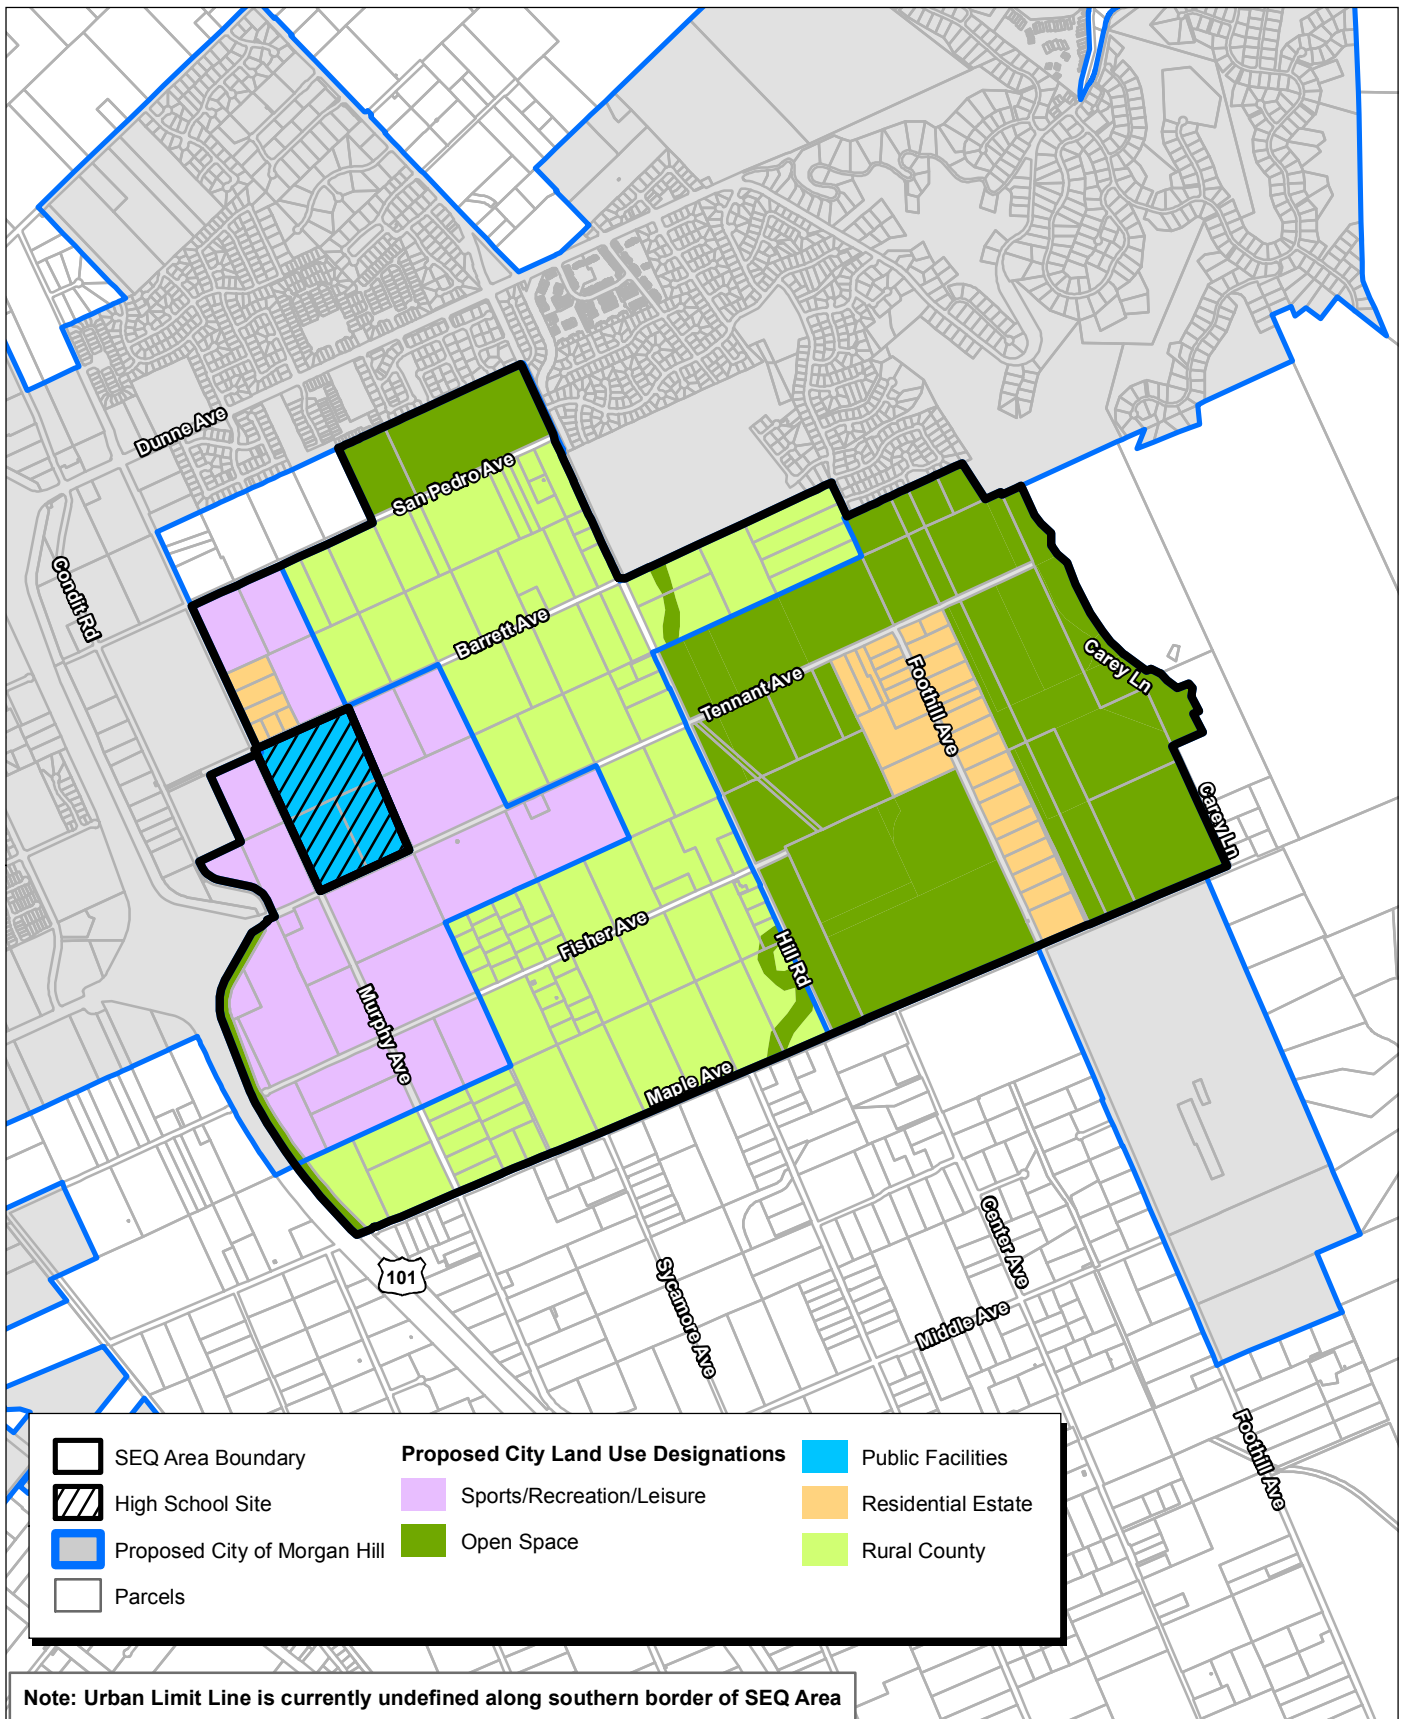 Dunne Ave
San Pedro Ave
Condit Rd
Barrett Ave
Carey Ln
Tennant Ave
Foothill Ave
Carey Ln
Fisher Ave
Hill Rd
Murphy Ave
Maple Ave
Center Ave
101
Sycamore Ave
Middle Ave
Foothill Ave
SEQ Area Boundary
High School Site
Proposed City of Morgan Hill
Parcels
Proposed City Land Use Designations
Sports/Recreation/Leisure
Open Space
Public Facilities
Residential Estate
Rural County
Note: Urban Limit Line is currently undefined along southern border of SEQ Area